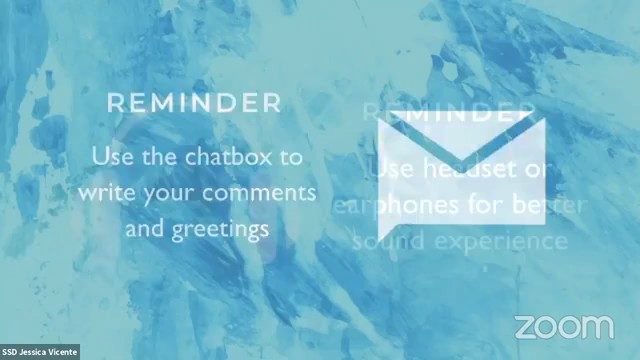 REMINDER
Use the chatbox to
write your comments
and greetings
REMINDER
Use headset or
earphones for better
sound experience
zoom
SSD Jessica Vicente